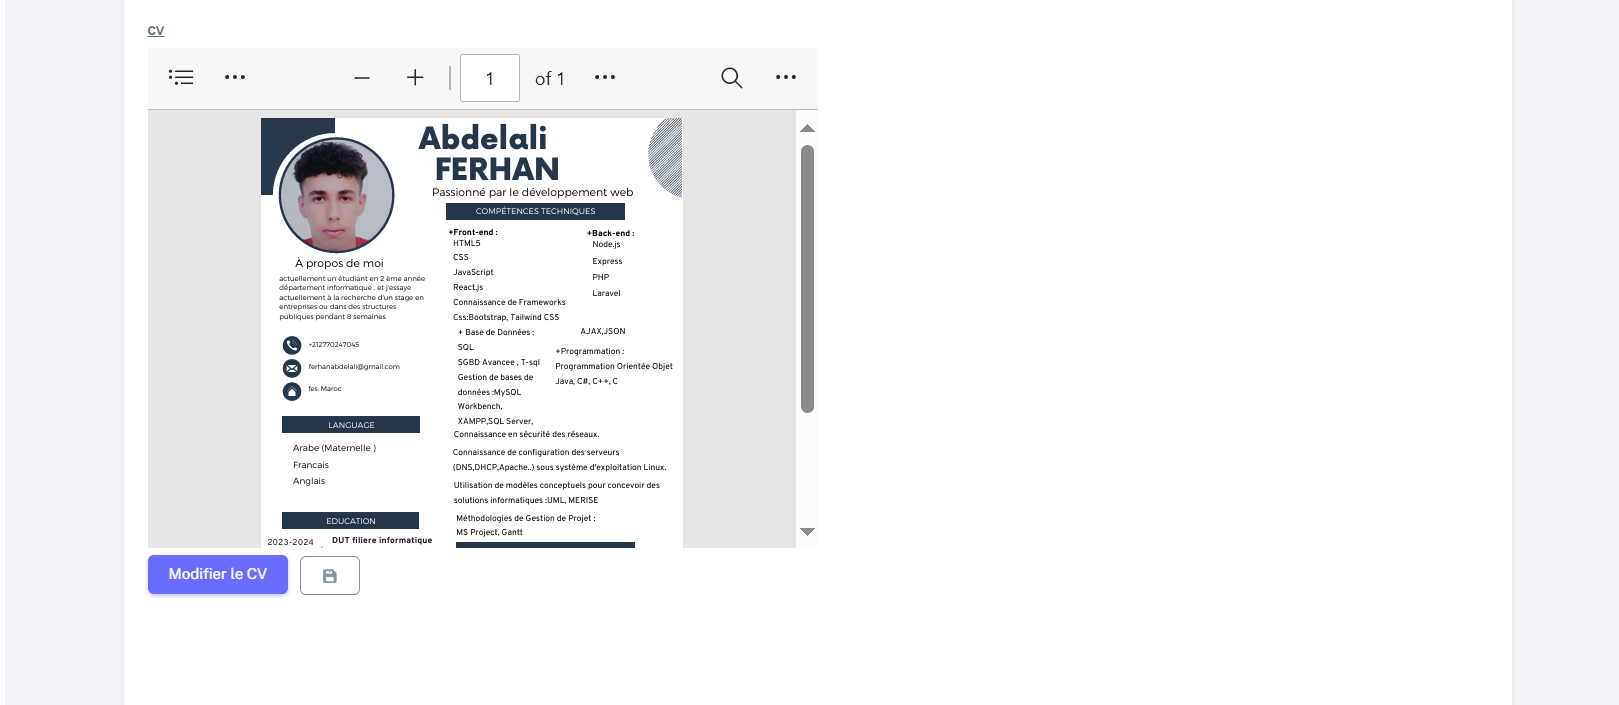 CV
1 of 1
Abdelali
FERHAN
Passionné par le développement web
À propos de moi
actuellement un étudiant en 2 ème année
département informatique , et j'essaye
actuellement à la recherche d'un stage en
entreprises ou dans des structures
publiques pendant 8 semaines.
+212770247045
ferhanabdelali@gmail.com
fes, Maroc
LANGUAGE
Arabe (Maternelle )
Francais
Anglais
EDUCATION
2023-2024 DUT filiere informatique
COMPÉTENCES TECHNIQUES
+Front-end :
HTML5
CSS
JavaScript
React.js
Connaissance de Frameworks
Css:Bootstrap, Tailwind CSS
+Back-end :
Node.js
Express
PHP
Laravel
+ Base de Données :
SQL
SGBD Avancee , T-sql
Gestion de bases de
données :MySQL
Workbench,
XAMPP,SQL Server,
AJAX,JSON
+Programmation :
Programmation Orientée Objet
Java, C#, C++, C
Connaissance en sécurité des réseaux.
Connaissance de configuration des serveurs
(DNS,DHCP,Apache..) sous système d'exploitation Linux.
Utilisation de modèles conceptuels pour concevoir des
solutions informatiques :UML, MERISE
Méthodologies de Gestion de Projet :
MS Project, Gantt
Modifier le CV